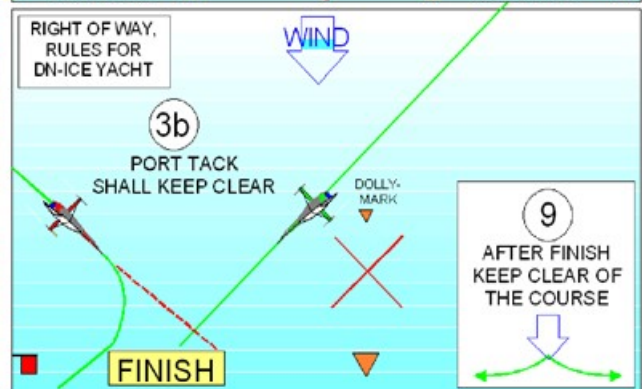 RIGHT OF WAY,
RULES FOR
DN-ICE YACHT
WIND
3b
PORT TACK
SHALL KEEP CLEAR
DOLLY-
MARK
9
AFTER FINISH
KEEP CLEAR OF
THE COURSE
FINISH